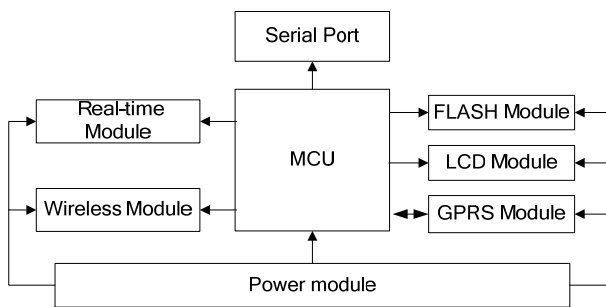 Serial Port
Real-time
Module
MCU
FLASH Module
LCD Module
Wireless Module
GPRS Module
Power module